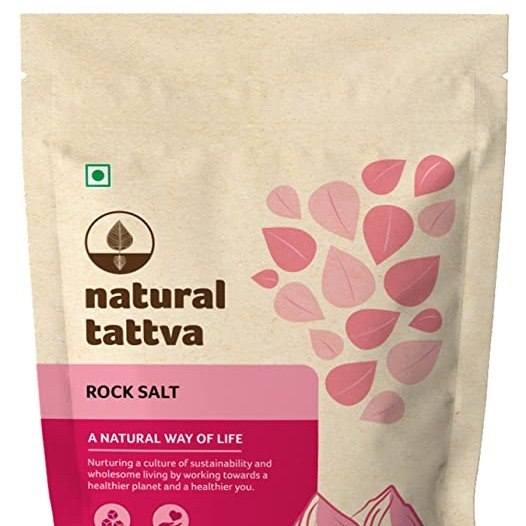 natural
tattva
ROCK SALT
A NATURAL WAY OF LIFE
Nurturing a culture of sustainability and
wholesome living by working towards a
healthier planet and a healthier you.